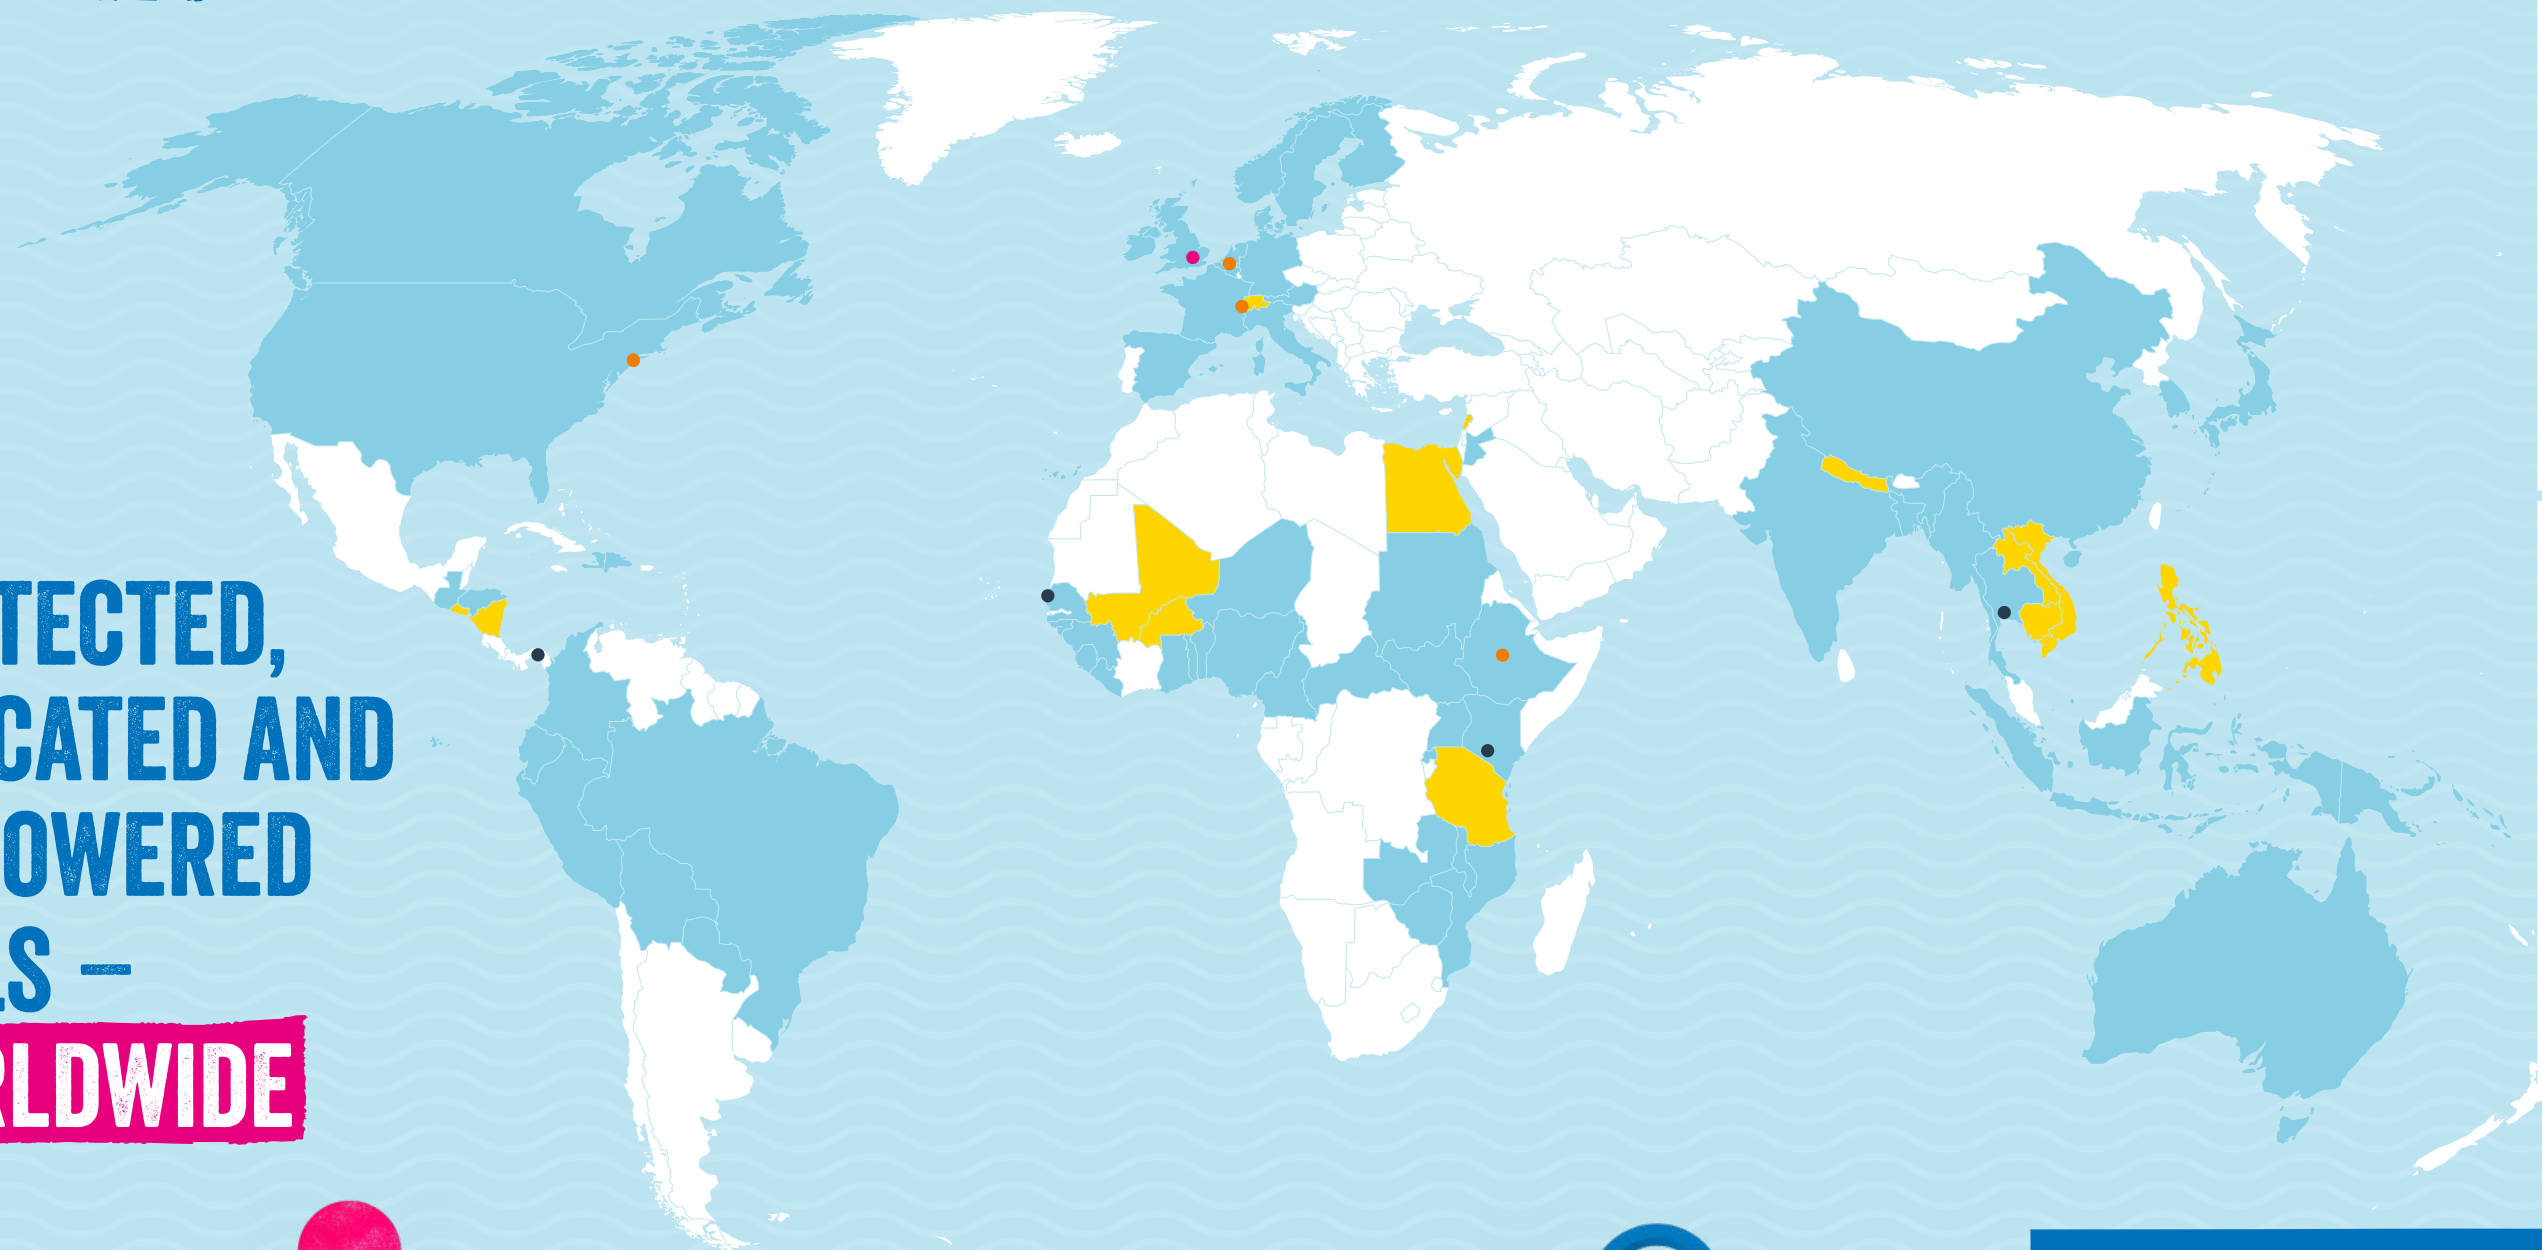 TECTED,
CATED AND
OWERED
LS –
RLDWIDE